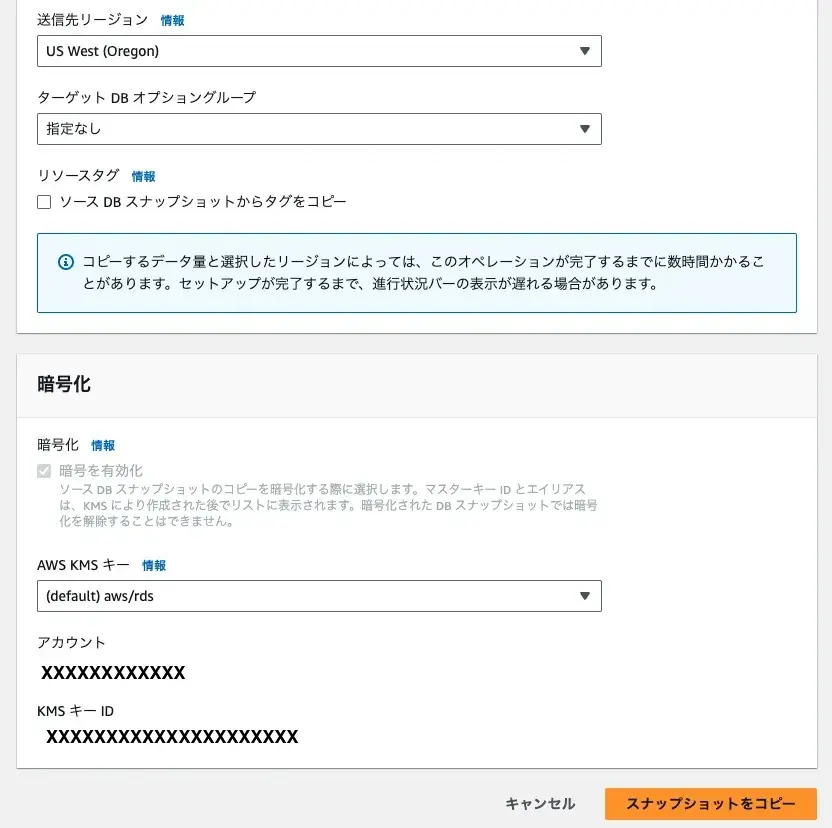 送信先リージョン 情報
US West (Oregon)
ターゲット DB オプショングループ
指定なし
リソースタグ 情報
ソース DB スナップショットからタグをコピー
コピーするデータ量と選択したリージョンによっては、このオペレーションが完了するまでに数時間かかるこ
とがあります。セットアップが完了するまで、進行状況バーの表示が遅れる場合があります。
暗号化
暗号化 情報
暗号を有効化
ソース DB スナップショットのコピーを暗号化する際に選択します。マスターキー ID とエイリアス
は、KMS により作成された後でリストに表示されます。暗号化された DB スナップショットでは暗号
化を解除することはできません。
AWS KMS キー 情報
(default) aws/rds
アカウント
XXXXXXXXXXXX
KMS キー ID
XXXXXXXXXXXXXXXXXXXXX
キャンセル スナップショットをコピー